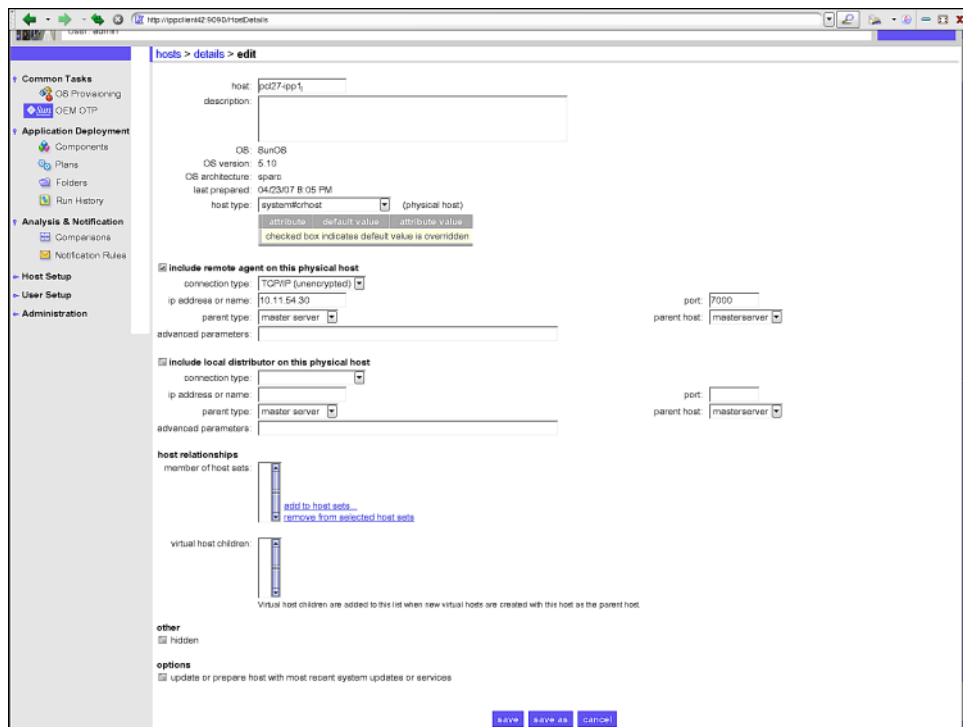 http://ippclient42:9090/HostDetails
User: admin
hosts > details > edit
Common Tasks
OS Provisioning
Sun OEM OTP
Application Deployment
Components
Plans
Folders
Run History
Analysis & Notification
Comparisons
Notification Rules
Host Setup
User Setup
Administration
host: pcl27-ipp1
description:
OS: SunOS
OS version: 5.10
OS architecture: sparc
last prepared: 04/23/07 8:05 PM
host type: system#crhost (physical host)
attribute default value attribute value
checked box indicates default value is overridden
include remote agent on this physical host
connection type: TCP/IP (unencrypted)
ip address or name: 10.11.54.30 port: 7000
parent type: master server parent host: masterserver
advanced parameters:
include local distributor on this physical host
connection type:
ip address or name: port:
parent type: master server parent host: masterserver
advanced parameters:
host relationships
member of host sets:
add to host sets...
remove from selected host sets
virtual host children:
Virtual host children are added to this list when new virtual hosts are created with this host as the parent host.
other
hidden
options
update or prepare host with most recent system updates or services
save save as cancel